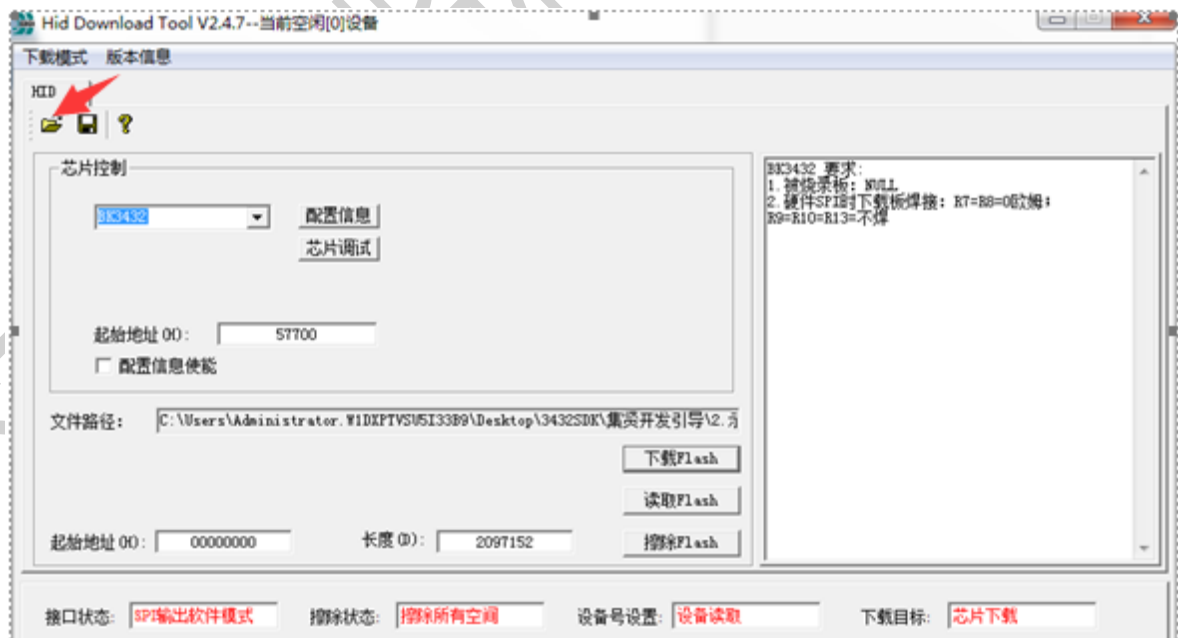 Hid Download Tool V2.4.7--当前空闲[0]设备
下载模式 版本信息
HID
芯片控制
BK3432
配置信息
芯片调试
起始地址(H): 57700
配置信息使能
BK3432 要求:
1.被烧录板: NULL
2.硬件SPI时下载板焊接: R7=R8=0欧姆;
R9=R10=R13=不焊
文件路径: C:\Users\Administrator.W1DXPTVSU5I33B9\Desktop\3432SDK\集贤开发引导\2.
下载Flash
读取Flash
起始地址(H): 00000000 长度(D): 2097152 擦除Flash
接口状态: SPI输出软件模式 擦除状态: 擦除所有空间 设备号设置: 设备读取 下载目标: 芯片下载